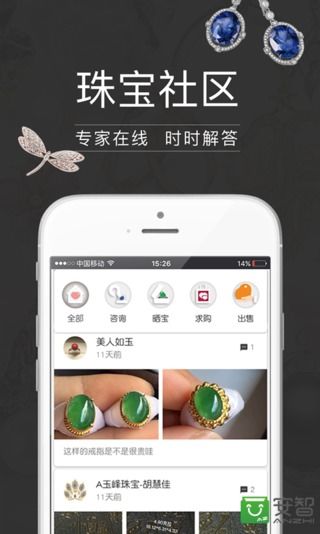 珠宝社区
专家在线 时时解答
中国移动 15:26 14%
全部 咨询 晒宝 求购 出售
美人如玉
11天前
1
这样的戒指是不是很贵哇
A玉峰珠宝-胡慧佳
11天前
2
安智
ANZHI